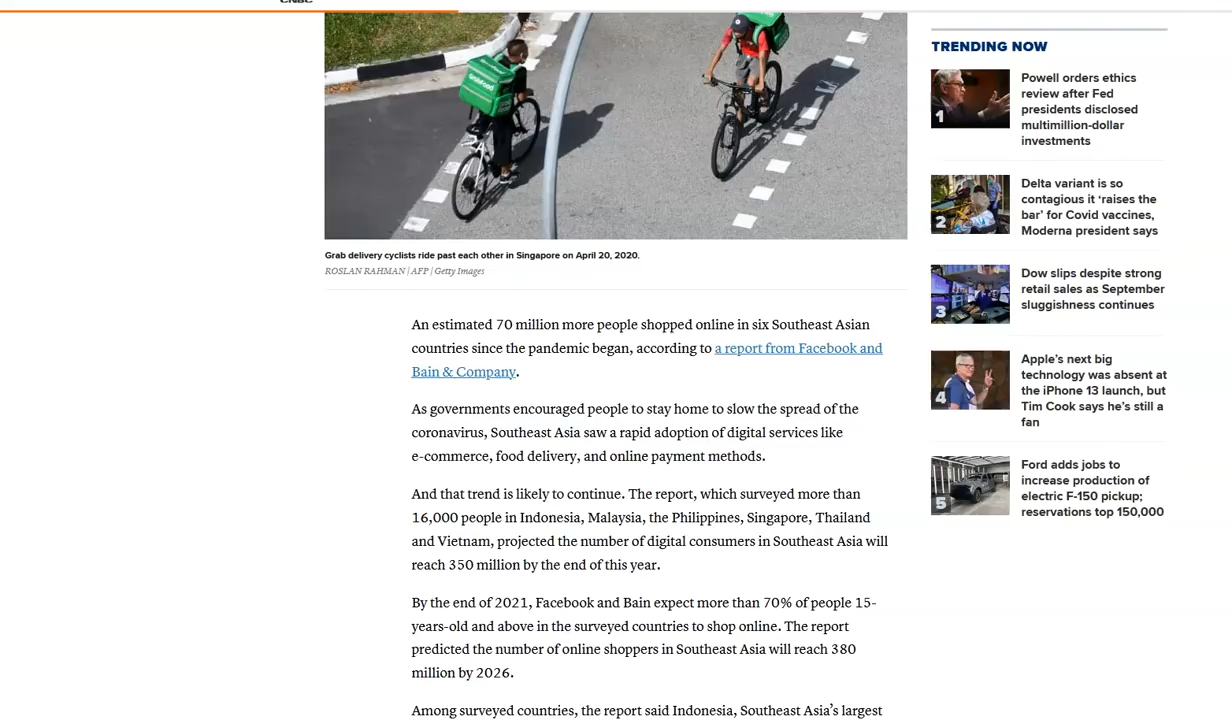 CNBC
GrabFood
Grab delivery cyclists ride past each other in Singapore on April 20, 2020.
ROSLAN RAHMAN | AFP | Getty Images
An estimated 70 million more people shopped online in six Southeast Asian
countries since the pandemic began, according to a report from Facebook and
Bain & Company.
As governments encouraged people to stay home to slow the spread of the
coronavirus, Southeast Asia saw a rapid adoption of digital services like
e-commerce, food delivery, and online payment methods.
And that trend is likely to continue. The report, which surveyed more than
16,000 people in Indonesia, Malaysia, the Philippines, Singapore, Thailand
and Vietnam, projected the number of digital consumers in Southeast Asia will
reach 350 million by the end of this year.
By the end of 2021, Facebook and Bain expect more than 70% of people 15-
years-old and above in the surveyed countries to shop online. The report
predicted the number of online shoppers in Southeast Asia will reach 380
million by 2026.
Among surveyed countries, the report said Indonesia, Southeast Asia's largest
TRENDING NOW
1
Powell orders ethics
review after Fed
presidents disclosed
multimillion-dollar
investments
2
Delta variant is so
contagious it ‘raises the
bar’ for Covid vaccines,
Moderna president says
3
Dow slips despite strong
retail sales as September
sluggishness continues
4
Apple’s next big
technology was absent at
the iPhone 13 launch, but
Tim Cook says he’s still a
fan
5
Ford adds jobs to
increase production of
electric F-150 pickup;
reservations top 150,000